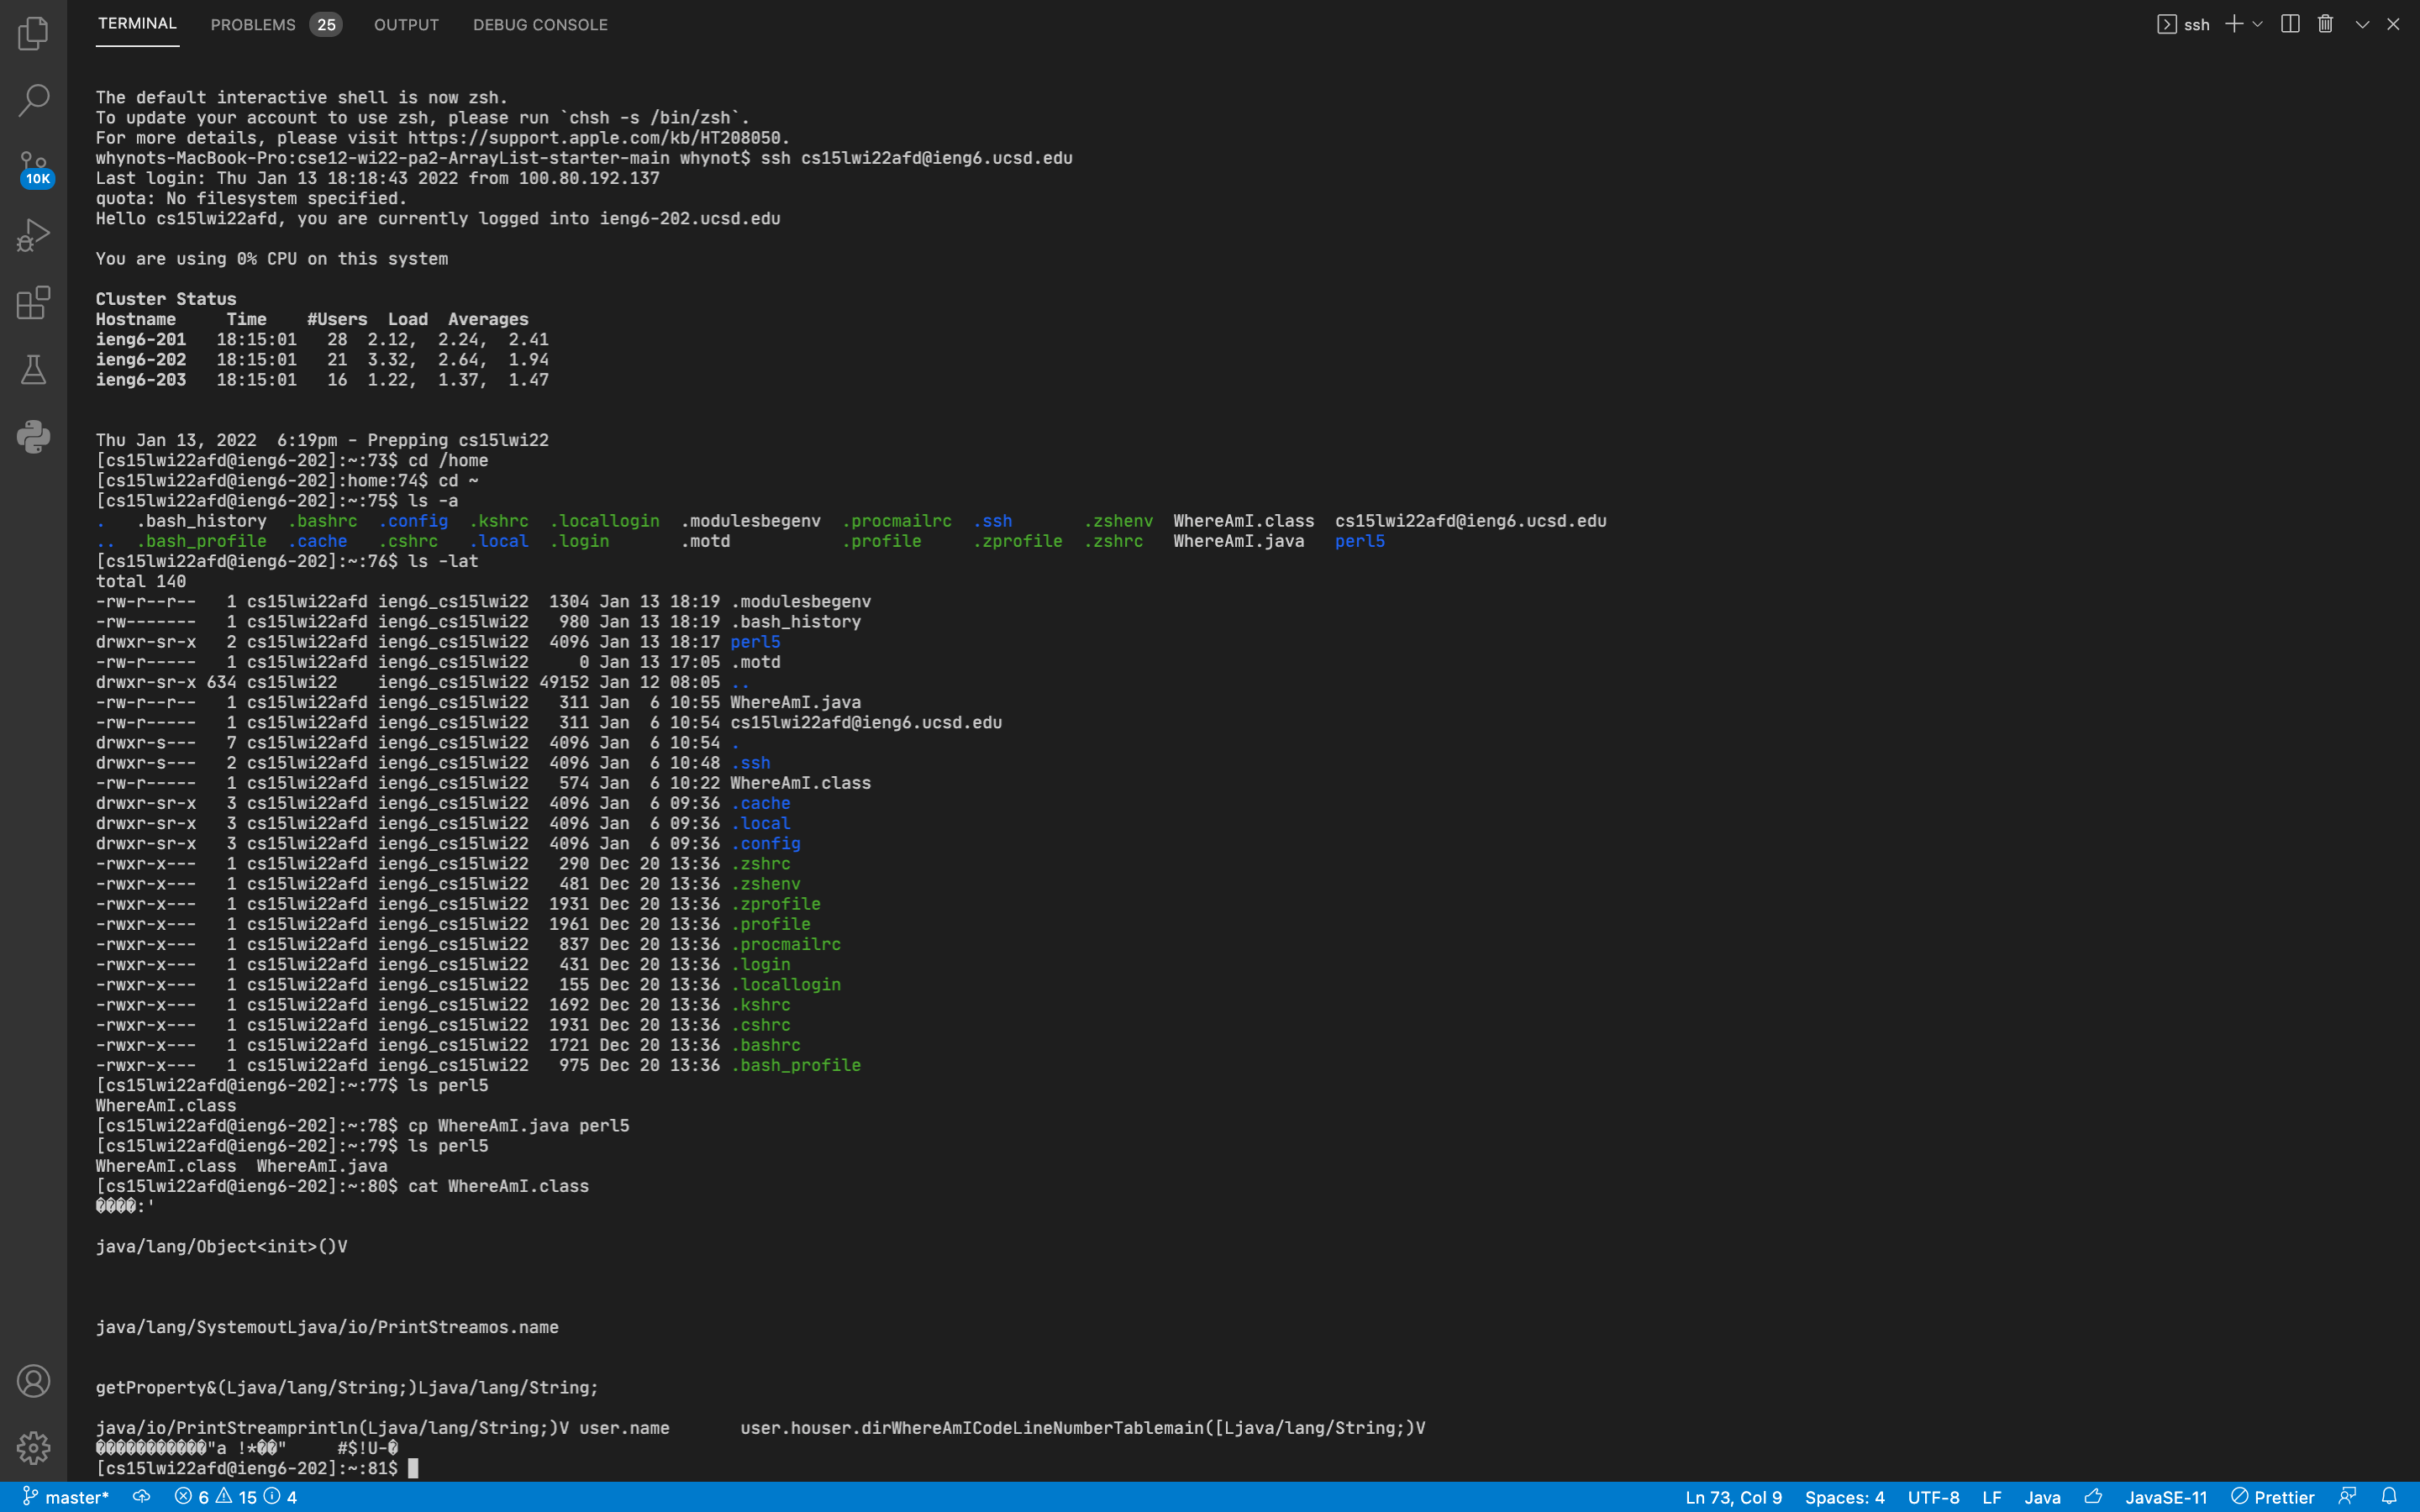 TERMINAL PROBLEMS 25 OUTPUT DEBUG CONSOLE ssh
10K
The default interactive shell is now zsh.
To update your account to use zsh, please run `chsh -s /bin/zsh`.
For more details, please visit https://support.apple.com/kb/HT208050.
whynots-MacBook-Pro:cse12-wi22-pa2-ArrayList-starter-main whynot$ ssh cs15lwi22afd@ieng6.ucsd.edu
Last login: Thu Jan 13 18:18:43 2022 from 100.80.192.137
quota: No filesystem specified.
Hello cs15lwi22afd, you are currently logged into ieng6-202.ucsd.edu
You are using 0% CPU on this system
Cluster Status
Hostname     Time    #Users  Load  Averages
ieng6-201   18:15:01   28  2.12,  2.24,  2.41
ieng6-202   18:15:01   21  3.32,  2.64,  1.94
ieng6-203   18:15:01   16  1.22,  1.37,  1.47
Thu Jan 13, 2022  6:19pm - Prepping cs15lwi22
[cs15lwi22afd@ieng6-202]:~:73$ cd /home
[cs15lwi22afd@ieng6-202]:home:74$ cd ~
[cs15lwi22afd@ieng6-202]:~:75$ ls -a
.   .bash_history  .bashrc  .config  .kshrc  .locallogin  .modulesbegenv  .procmailrc  .ssh       .zshenv  WhereAmI.class  cs15lwi22afd@ieng6.ucsd.edu
..  .bash_profile  .cache   .cshrc   .local  .login       .motd           .profile     .zprofile  .zshrc   WhereAmI.java   perl5
[cs15lwi22afd@ieng6-202]:~:76$ ls -lat
total 140
-rw-r--r--   1 cs15lwi22afd ieng6_cs15lwi22  1304 Jan 13 18:19 .modulesbegenv
-rw-------   1 cs15lwi22afd ieng6_cs15lwi22   980 Jan 13 18:19 .bash_history
drwxr-sr-x   2 cs15lwi22afd ieng6_cs15lwi22  4096 Jan 13 18:17 perl5
-rw-r-----   1 cs15lwi22afd ieng6_cs15lwi22     0 Jan 13 17:05 .motd
drwxr-sr-x 634 cs15lwi22    ieng6_cs15lwi22 49152 Jan 12 08:05 ..
-rw-r--r--   1 cs15lwi22afd ieng6_cs15lwi22   311 Jan  6 10:55 WhereAmI.java
-rw-r-----   1 cs15lwi22afd ieng6_cs15lwi22   311 Jan  6 10:54 cs15lwi22afd@ieng6.ucsd.edu
drwxr-s---   7 cs15lwi22afd ieng6_cs15lwi22  4096 Jan  6 10:54 .
drwxr-s---   2 cs15lwi22afd ieng6_cs15lwi22  4096 Jan  6 10:48 .ssh
-rw-r-----   1 cs15lwi22afd ieng6_cs15lwi22   574 Jan  6 10:22 WhereAmI.class
drwxr-sr-x   3 cs15lwi22afd ieng6_cs15lwi22  4096 Jan  6 09:36 .cache
drwxr-sr-x   3 cs15lwi22afd ieng6_cs15lwi22  4096 Jan  6 09:36 .local
drwxr-sr-x   3 cs15lwi22afd ieng6_cs15lwi22  4096 Jan  6 09:36 .config
-rwxr-x---   1 cs15lwi22afd ieng6_cs15lwi22   290 Dec 20 13:36 .zshrc
-rwxr-x---   1 cs15lwi22afd ieng6_cs15lwi22   481 Dec 20 13:36 .zshenv
-rwxr-x---   1 cs15lwi22afd ieng6_cs15lwi22  1931 Dec 20 13:36 .zprofile
-rwxr-x---   1 cs15lwi22afd ieng6_cs15lwi22  1961 Dec 20 13:36 .profile
-rwxr-x---   1 cs15lwi22afd ieng6_cs15lwi22   837 Dec 20 13:36 .procmailrc
-rwxr-x---   1 cs15lwi22afd ieng6_cs15lwi22   431 Dec 20 13:36 .login
-rwxr-x---   1 cs15lwi22afd ieng6_cs15lwi22   155 Dec 20 13:36 .locallogin
-rwxr-x---   1 cs15lwi22afd ieng6_cs15lwi22  1692 Dec 20 13:36 .kshrc
-rwxr-x---   1 cs15lwi22afd ieng6_cs15lwi22  1931 Dec 20 13:36 .cshrc
-rwxr-x---   1 cs15lwi22afd ieng6_cs15lwi22  1721 Dec 20 13:36 .bashrc
-rwxr-x---   1 cs15lwi22afd ieng6_cs15lwi22   975 Dec 20 13:36 .bash_profile
[cs15lwi22afd@ieng6-202]:~:77$ ls perl5
WhereAmI.class
[cs15lwi22afd@ieng6-202]:~:78$ cp WhereAmI.java perl5
[cs15lwi22afd@ieng6-202]:~:79$ ls perl5
WhereAmI.class  WhereAmI.java
[cs15lwi22afd@ieng6-202]:~:80$ cat WhereAmI.class
����:'
java/lang/Object<init>()V
java/lang/SystemoutLjava/io/PrintStreamos.name
getProperty&(Ljava/lang/String;)Ljava/lang/String;
java/io/PrintStreamprintln(Ljava/lang/String;)V user.name       user.houser.dirWhereAmICodeLineNumberTablemain([Ljava/lang/String;)V
�����������"a !*��"     #$!U-�
[cs15lwi22afd@ieng6-202]:~:81$
master* 6 15 4 Ln 73, Col 9 Spaces: 4 UTF-8 LF Java JavaSE-11 Prettier